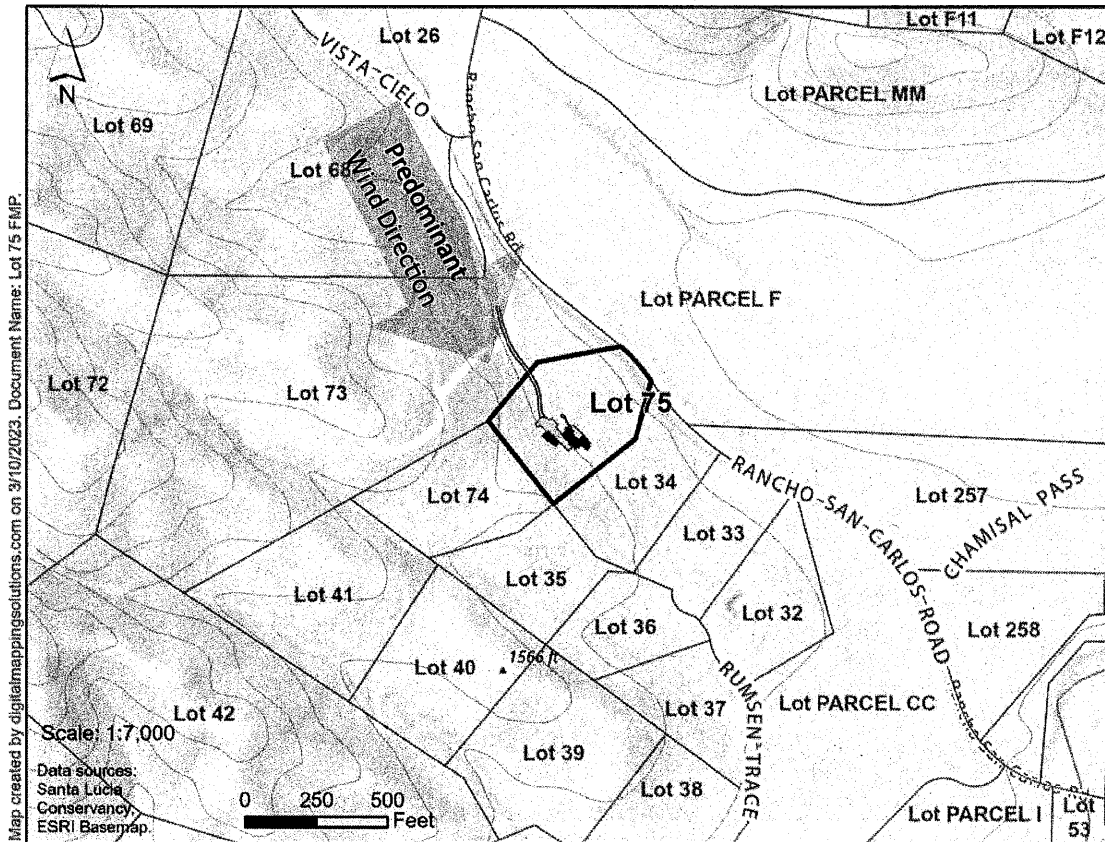 Lot F11
Lot F12
Lot 26
VISTA-CIELO
Rancho San Carlos Rd
Lot PARCEL MM
N
Lot 69
Lot 68
Predominant
Wind Direction
Lot PARCEL F
Lot 72
Lot 73
Lot 75
Lot 74
Lot 34
Lot 257
RANCHO-SAN-CARLOS-ROAD
CHAMISAL PASS
Lot 33
Lot 35
Lot 41
Lot 32
Lot 36
Lot 258
1566 ft
Lot 40
RUMSEN-TRACE
Lot 37
Lot PARCEL CC
Lot 42
Rancho San Carlos R
Scale: 1:7,000
Lot 39
Data sources:
Santa Lucia
Conservancy,
ESRI Basemap.
0 250 500
Feet
Lot 38
Lot PARCEL I
Lot
53
Map created by digitalmappingsolutions.com on 3/10/2023. Document Name: Lot 75 FMP.